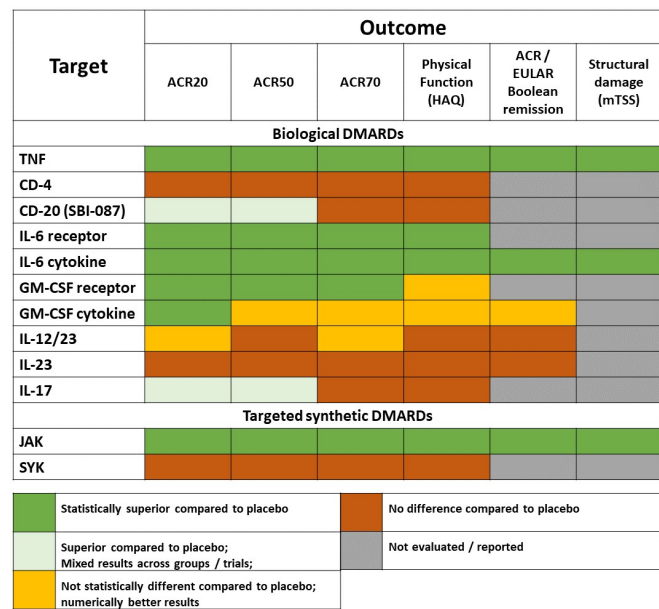 Target
Outcome
ACR20
ACR50
ACR70
Physical
Function
(HAQ)
ACR /
EULAR
Boolean
remission
Structural
damage
(mTSS)
Biological DMARDs
TNF
CD-4
CD-20 (SBI-087)
IL-6 receptor
IL-6 cytokine
GM-CSF receptor
GM-CSF cytokine
IL-12/23
IL-23
IL-17
Targeted synthetic DMARDs
JAK
SYK
Statistically superior compared to placebo
No difference compared to placebo
Superior compared to placebo;
Mixed results across groups / trials;
Not evaluated / reported
Not statistically different compared to placebo;
numerically better results